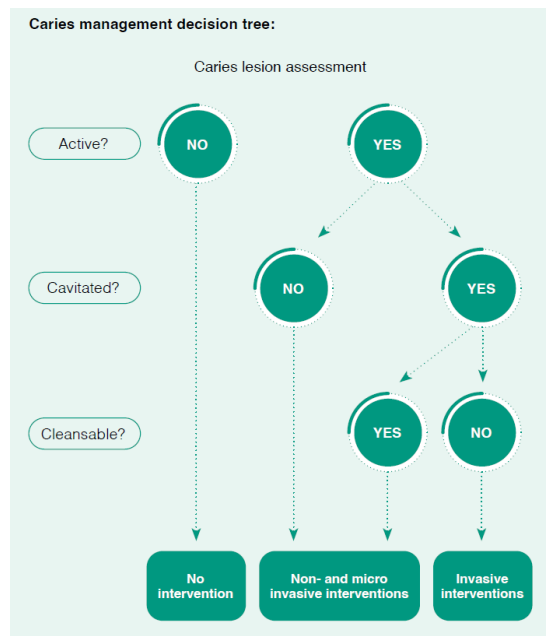 Caries management decision tree:
Caries lesion assessment
Active?
NO
YES
Cavitated?
NO
YES
Cleansable?
YES
NO
No
intervention
Non- and micro
invasive interventions
Invasive
interventions